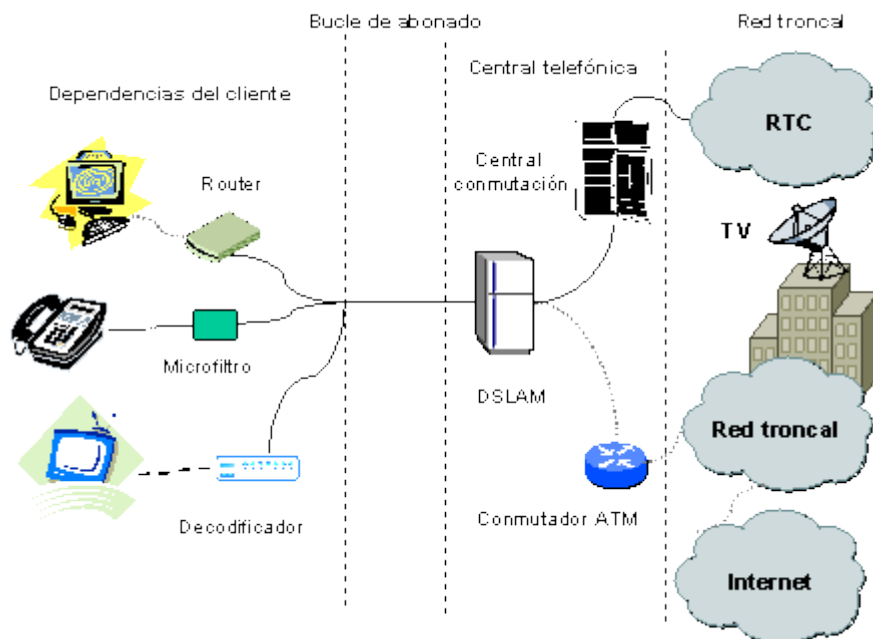 Bucle de abonado
Red troncal
Central telefónica
Dependencias del cliente
RTC
Central
conmutación
Router
TV
Microfiltro
DSLAM
Red troncal
Decodificador
Conmutador ATM
Internet